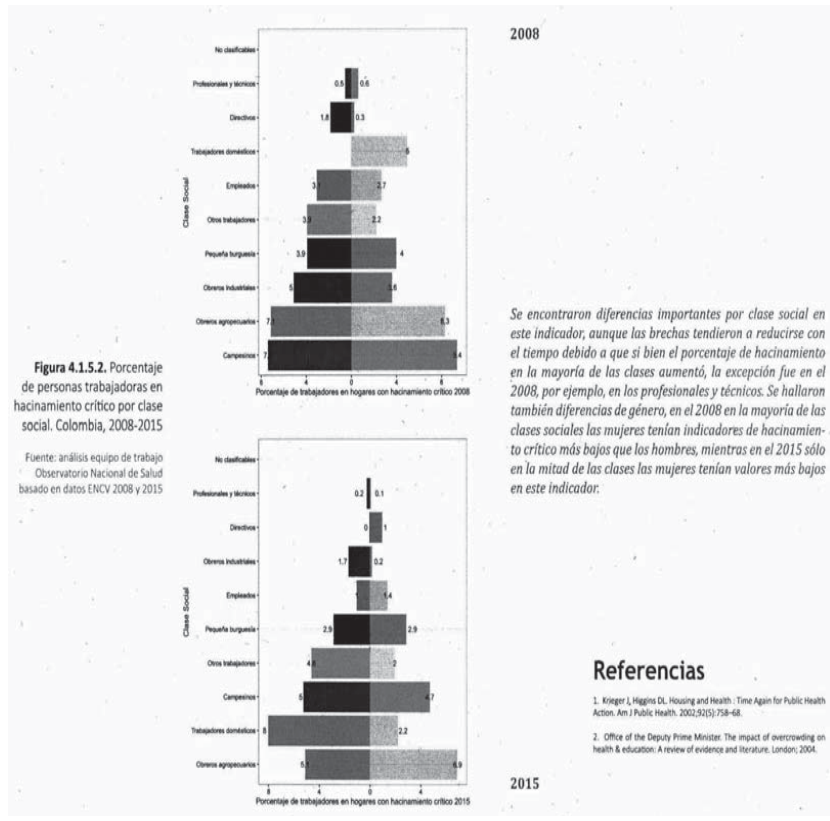 2008
No clasificables
Profesionales y técnicos
0.5
0.6
Directivos
1.8
0.3
Trabajadores domésticos
5
Empleados
3.1
2.7
Otros trabajadores
3.9
2.2
Clase Social
Pequeña burguesía
3.9
4
Obreros Industriales
5
3.6
Obreros agropecuarios
7.1
8.3
Campesinos
7.
8
4
0
4
8
Porcentaje de trabajadores en hogares con hacinamiento crítico 2008
Figura 4.1.5.2. Porcentaje
de personas trabajadoras en
hacinamiento crítico por clase
social. Colombia, 2008-2015
Fuente: análisis equipo de trabajo
Observatorio Nacional de Salud
basado en datos ENCV 2008 y 2015
Se encontraron diferencias importantes por clase social en
este indicador, aunque las brechas tendieron a reducirse con
el tiempo debido a que si bien el porcentaje de hacinamiento
en la mayoría de las clases aumentó, la excepción fue en el
2008, por ejemplo, en los profesionales y técnicos. Se hallaron
también diferencias de género, en el 2008 en la mayoría de las
clases sociales las mujeres tenían indicadores de hacinamien-
to crítico más bajos que los hombres, mientras en el 2015 sólo
en la mitad de las clases las mujeres tenían valores más bajos
en este indicador.
No clasificables
Profesionales y técnicos
0.2
0.1
Directivos
0
1
Obreros Industriales
1.7
0.2
Empleados
1
1.4
Clase Social
Pequeña burguesía
2.9
2.9
Otros trabajadores
2
Campesinos
5
4.7
Trabajadores domésticos
8
2.2
Obreros agropecuarios
6.9
8
4
0
4
Porcentaje de trabajadores en hogares con hacinamiento crítico 2015
Referencias
1. Krieger J, Higgins DL. Housing and Health : Time Again for Public Health
Action. Am J Public Health. 2002;92(5):758–68.
2. Office of the Deputy Prime Minister. The impact of overcrowding on
health & education: A review of evidence and literature. London; 2004.
2015